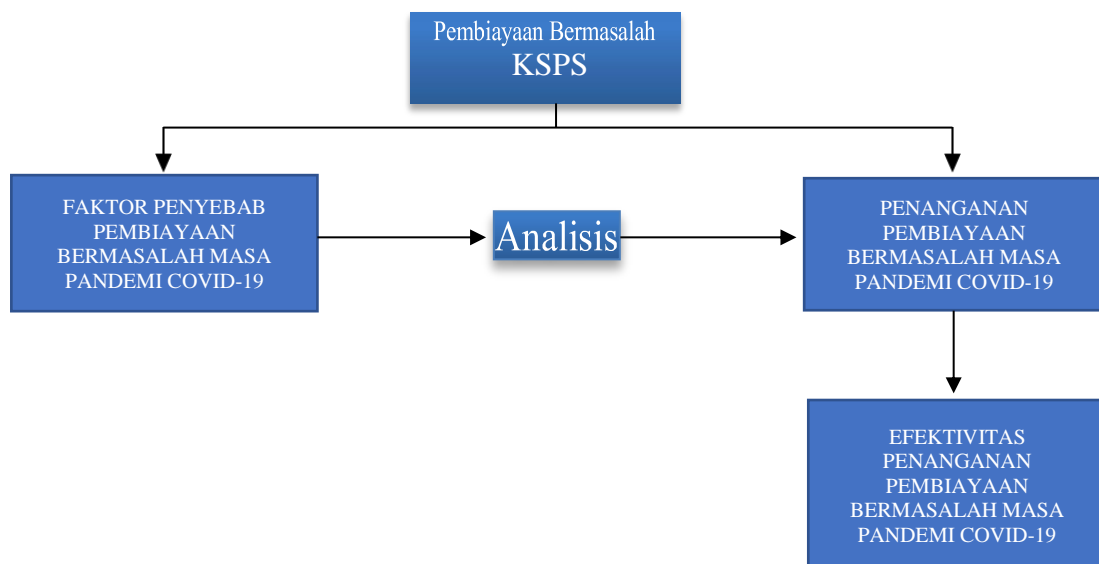 Pembiayaan Bermasalah
KSPS
FAKTOR PENYEBAB
PEMBIAYAAN
BERMASALAH MASA
PANDEMI COVID-19
Analisis
PENANGANAN
PEMBIAYAAN
BERMASALAH MASA
PANDEMI COVID-19
EFEKTIVITAS
PENANGANAN
PEMBIAYAAN
BERMASALAH MASA
PANDEMI COVID-19